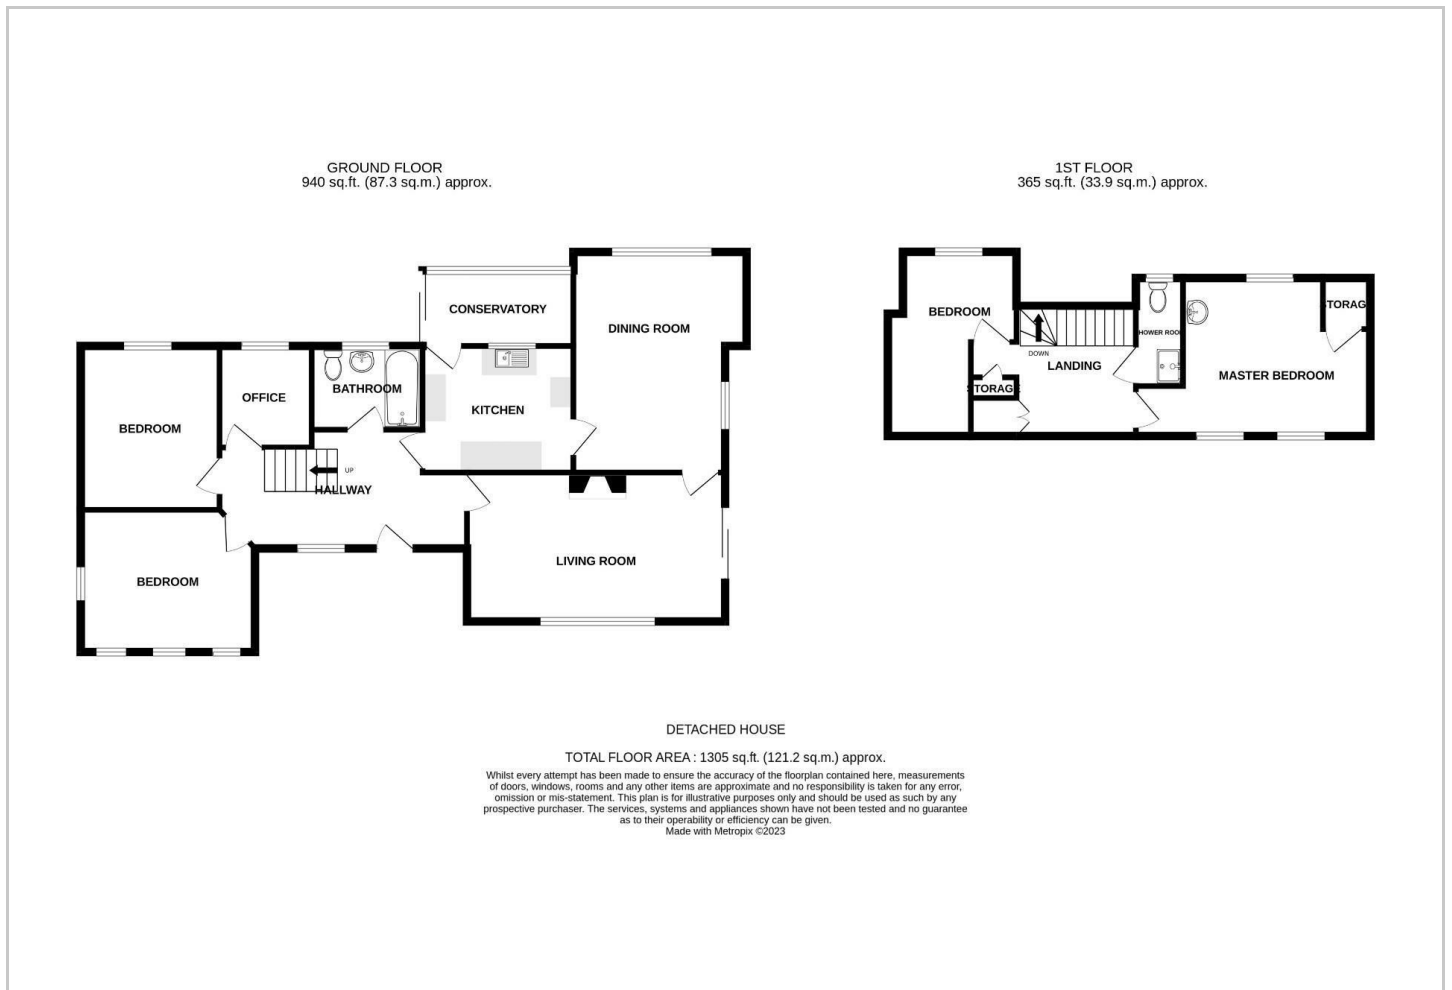 GROUND FLOOR
940 sq.ft. (87.3 sq.m.) approx.
CONSERVATORY
DINING ROOM
OFFICE
BATHROOM
KITCHEN
BEDROOM
UP
HALLWAY
LIVING ROOM
BEDROOM
1ST FLOOR
365 sq.ft. (33.9 sq.m.) approx.
BEDROOM
DOWN
LANDING
STORAGE
HOWER ROO
TORAG
MASTER BEDROOM
DETACHED HOUSE
TOTAL FLOOR AREA : 1305 sq.ft. (121.2 sq.m.) approx.
Whilst every attempt has been made to ensure the accuracy of the floorplan contained here, measurements
of doors, windows, rooms and any other items are approximate and no responsibility is taken for any error,
omission or mis-statement. This plan is for illustrative purposes only and should be used as such by any
prospective purchaser. The services, systems and appliances shown have not been tested and no guarantee
as to their operability or efficiency can be given.
Made with Metropix ©2023